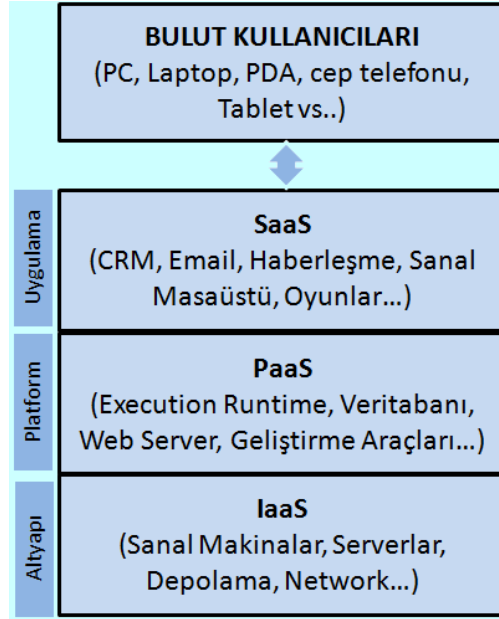 BULUT KULLANICILARI
(PC, Laptop, PDA, cep telefonu,
Tablet vs..)
Uygulama
SaaS
(CRM, Email, Haberleşme, Sanal
Masaüstü, Oyunlar…)
Platform
PaaS
(Execution Runtime, Veritabanı,
Web Server, Geliştirme Araçları…)
Altyapı
IaaS
(Sanal Makinalar, Serverlar,
Depolama, Network…)